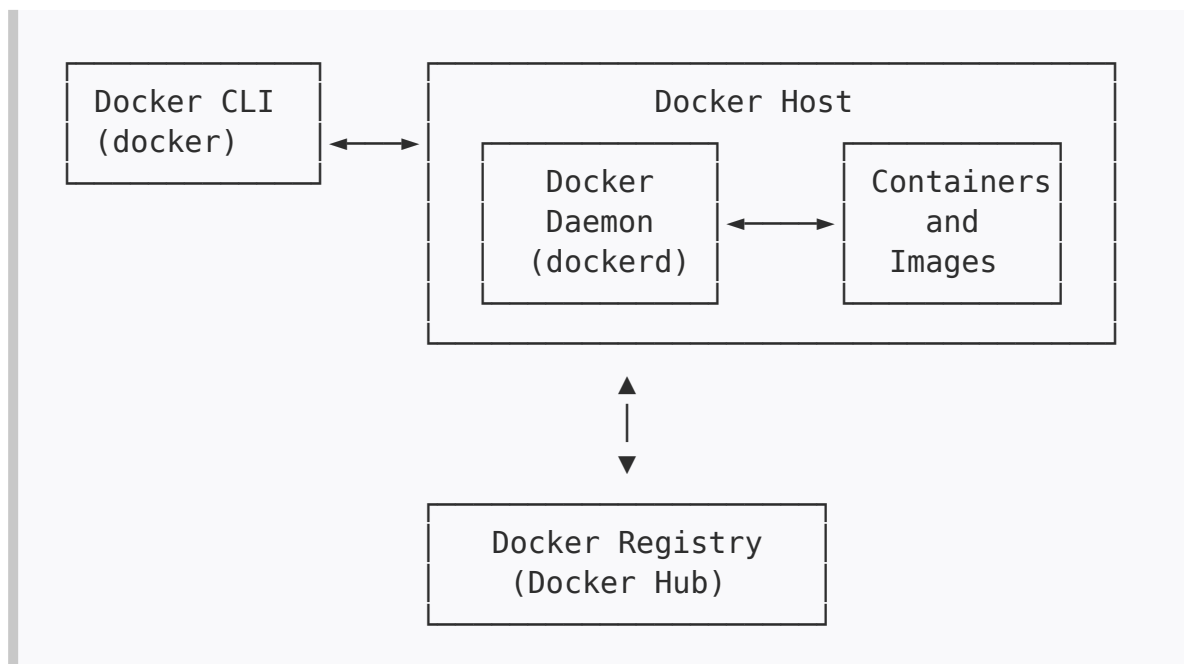 Docker CLI
(docker)
Docker Host
Docker
Daemon
(dockerd)
Containers
and
Images
Docker Registry
(Docker Hub)